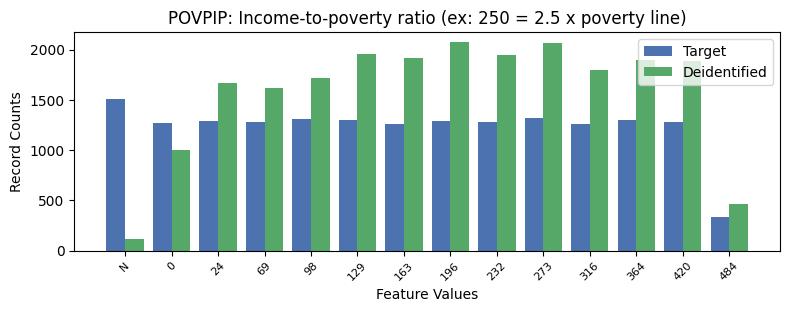 POVPIP: Income-to-poverty ratio (ex: 250 = 2.5 x poverty line)
Target
Deidentified
Record Counts
2000
1500
1000
500
0
N 0 24 69 98 129 163 196 232 273 316 364 420 484
Feature Values